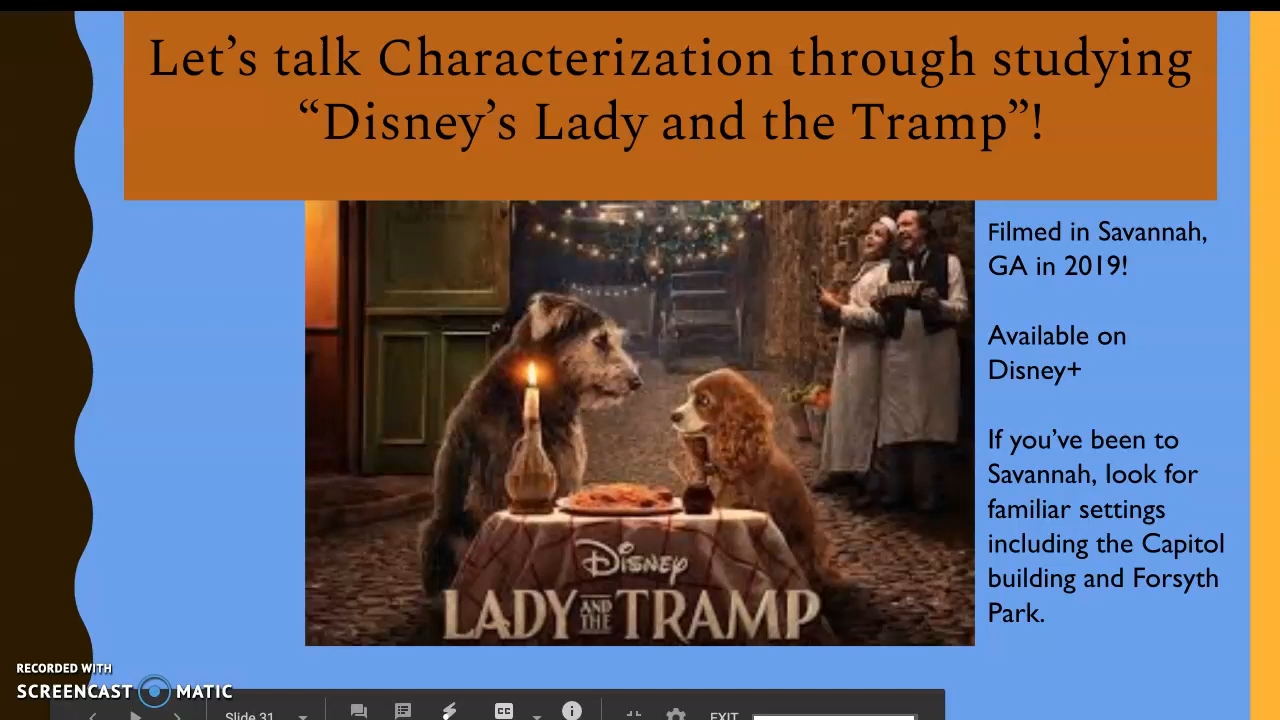 Let’s talk Characterization through studying
“Disney’s Lady and the Tramp”!
Filmed in Savannah,
GA in 2019!
Available on
Disney+
If you’ve been to
Savannah, look for
familiar settings
including the Capitol
building and Forsyth
Park.
DISNEY
LADY AND THE TRAMP
RECORDED WITH
SCREENCAST MATIC
Slide 31
CC
EXIT